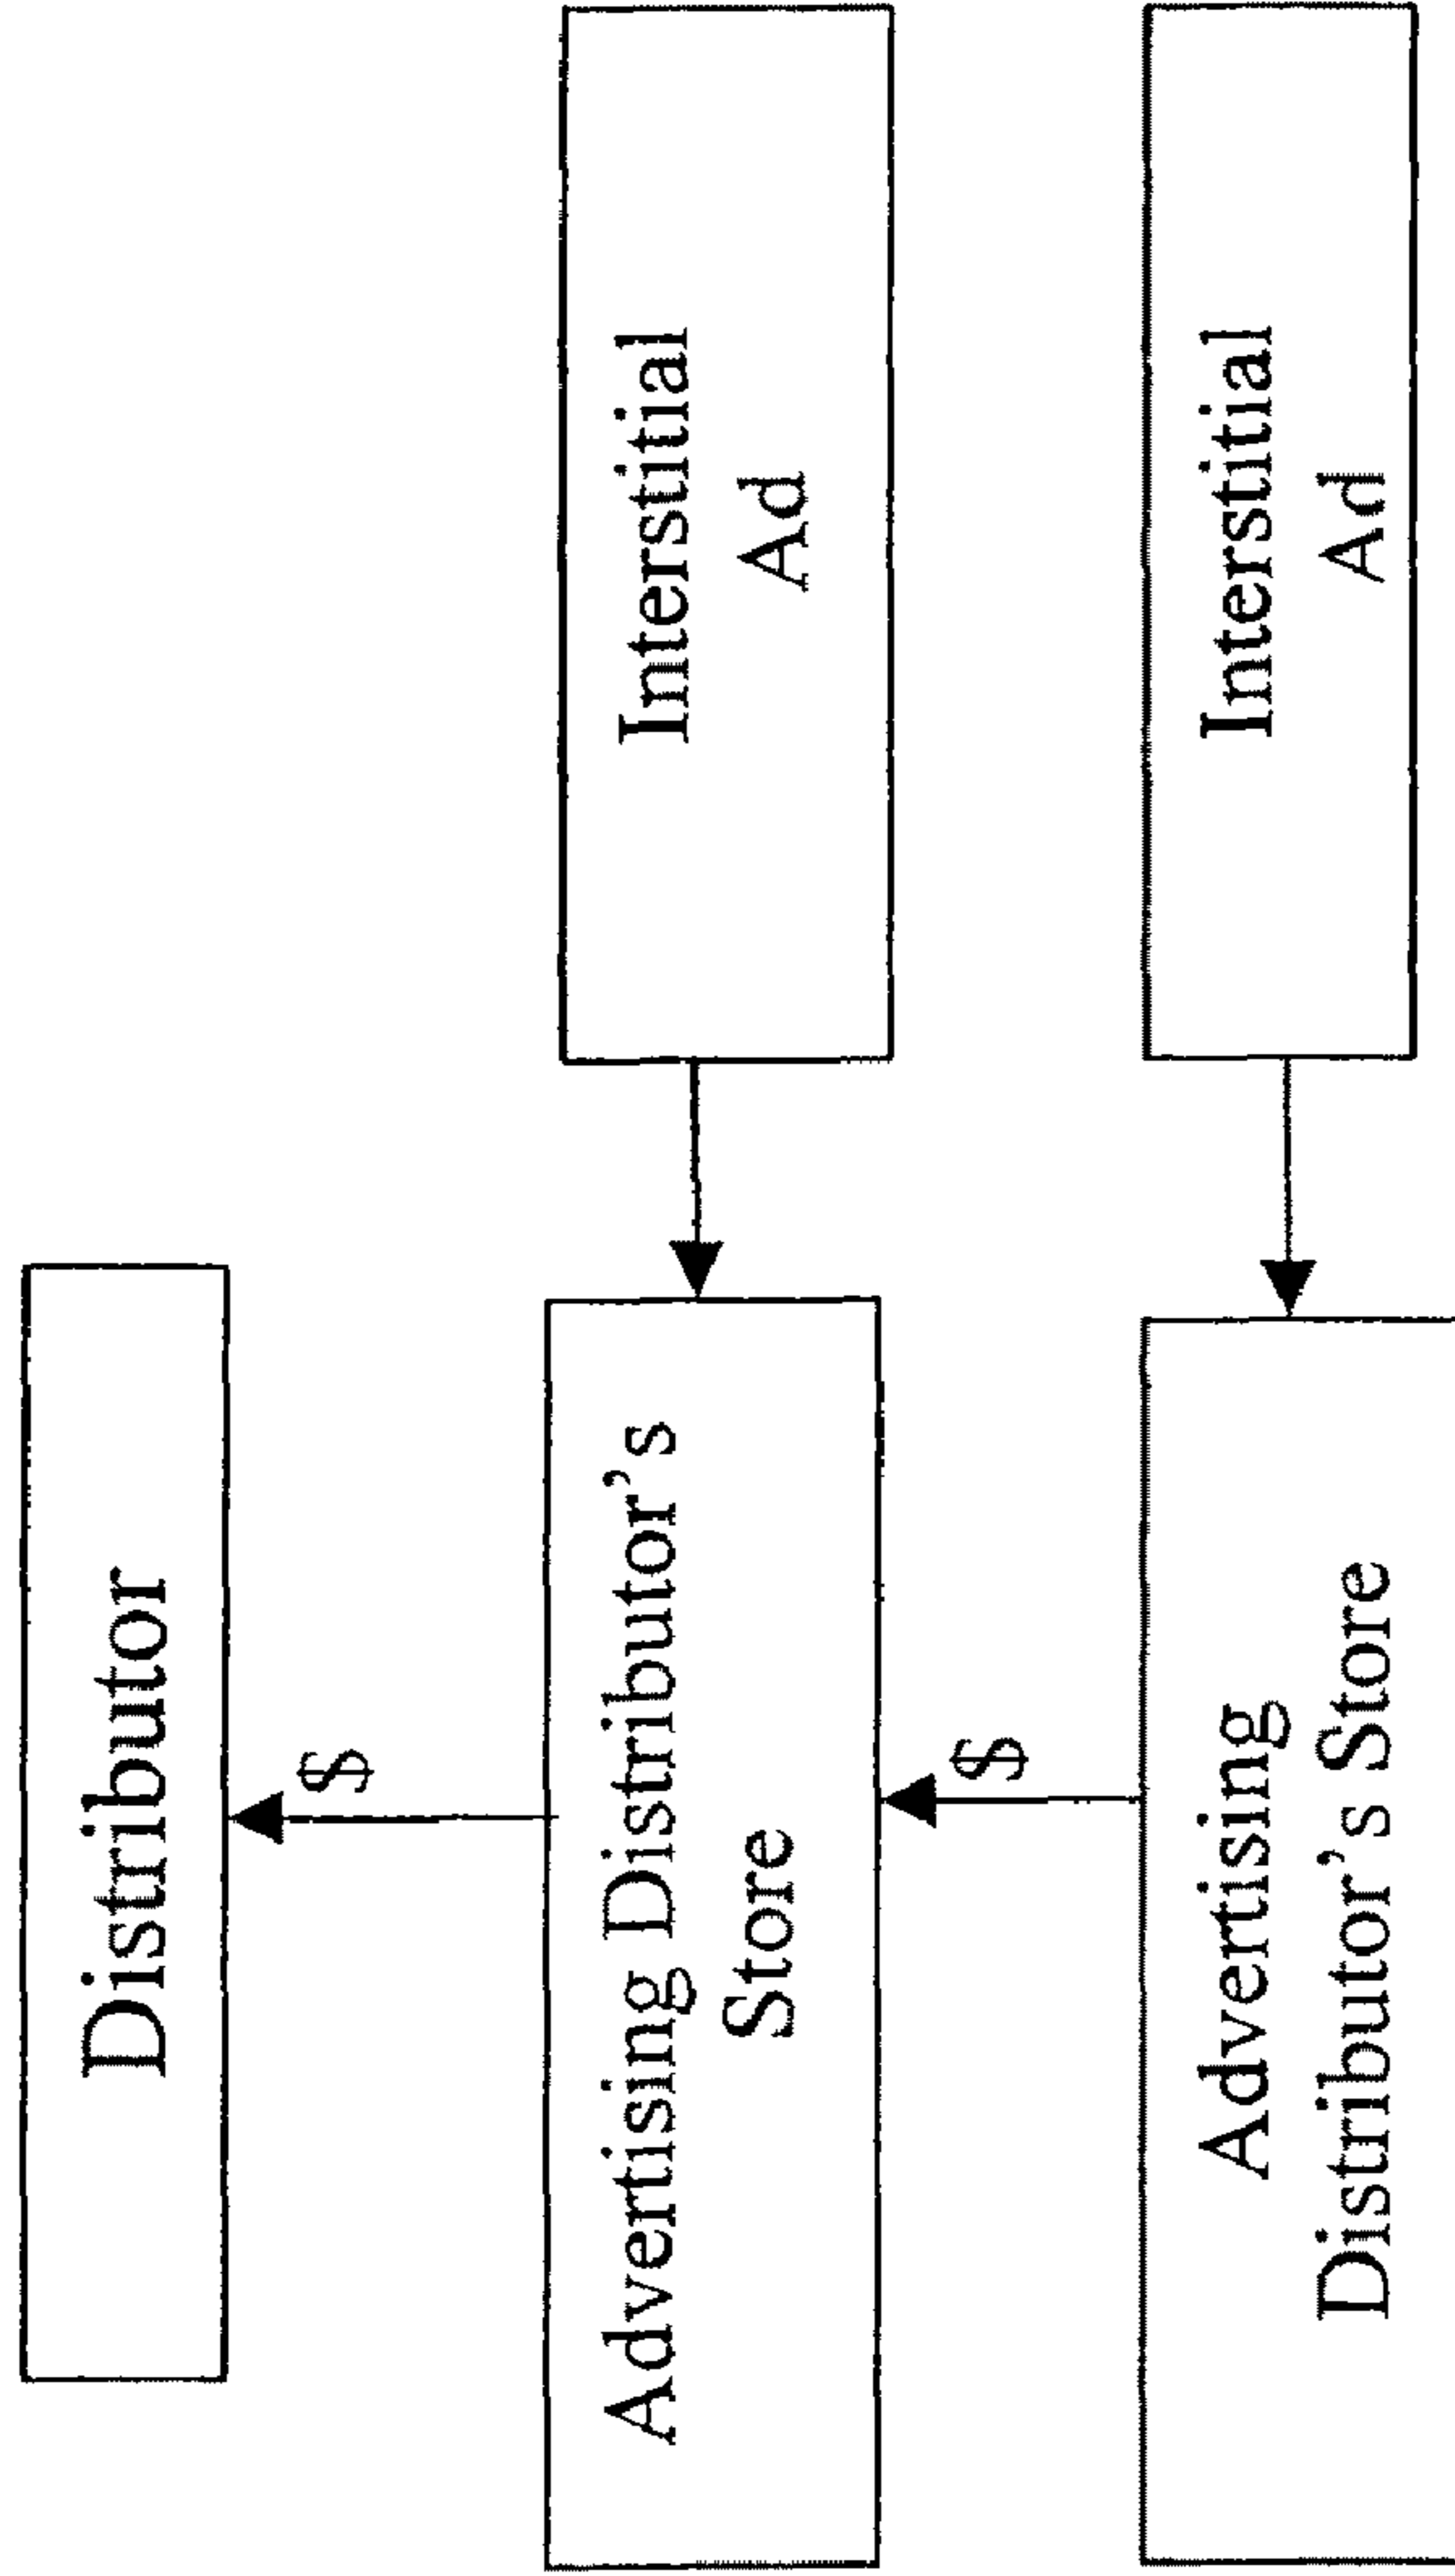 Distributor
$
Advertising Distributor's
Store
Interstitial
Ad
$
Advertising
Distributor's Store
Interstitial
Ad